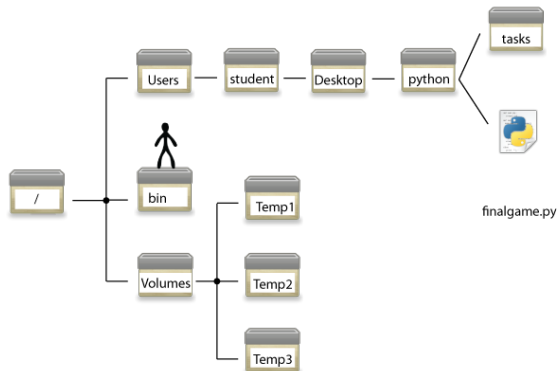 tasks
Users
student
Desktop
python
/
bin
Temp1
finalgame.py
Volumes
Temp2
Temp3